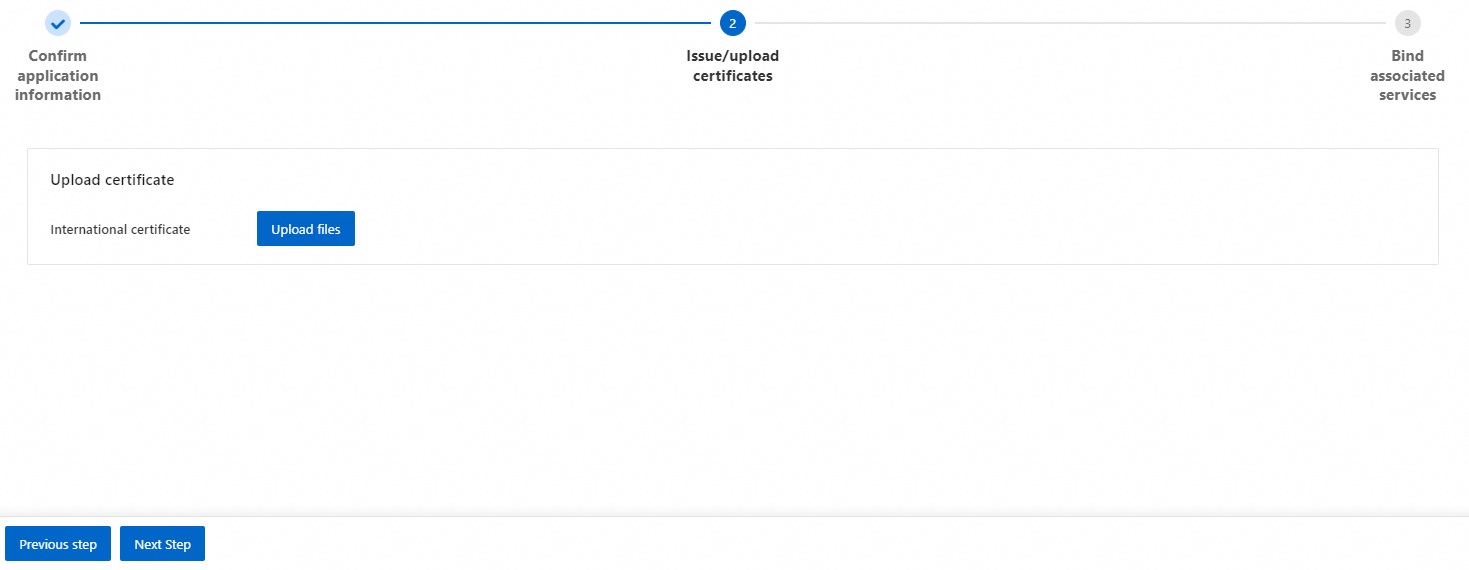 2
3
Confirm
application
information
Issue/upload
certificates
Bind
associated
services
Upload certificate
International certificate
Upload files
Previous step
Next Step